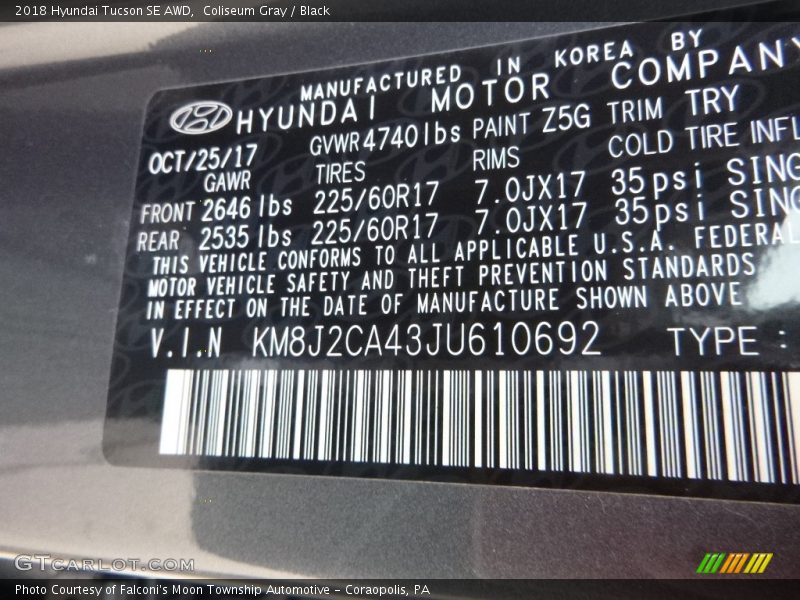 2018 Hyundai Tucson SE AWD,  Coliseum Gray / Black
MANUFACTURED IN KOREA BY
HYUNDAI MOTOR COMPANY
OCT/25/17 GVWR 4740lbs PAINT Z5G TRIM TRY
GAWR TIRES RIMS COLD TIRE INFL
FRONT 2646 lbs 225/60R17 7.0JX17 35psi SING
REAR 2535 lbs 225/60R17 7.0JX17 35psi SING
THIS VEHICLE CONFORMS TO ALL APPLICABLE U.S.A. FEDERAL
MOTOR VEHICLE SAFETY AND THEFT PREVENTION STANDARDS
IN EFFECT ON THE DATE OF MANUFACTURE SHOWN ABOVE
V.I.N KM8J2CA43JU610692 TYPE :
GTCARLOT.COM
Photo Courtesy of Falconi's Moon Township Automotive – Coraopolis, PA